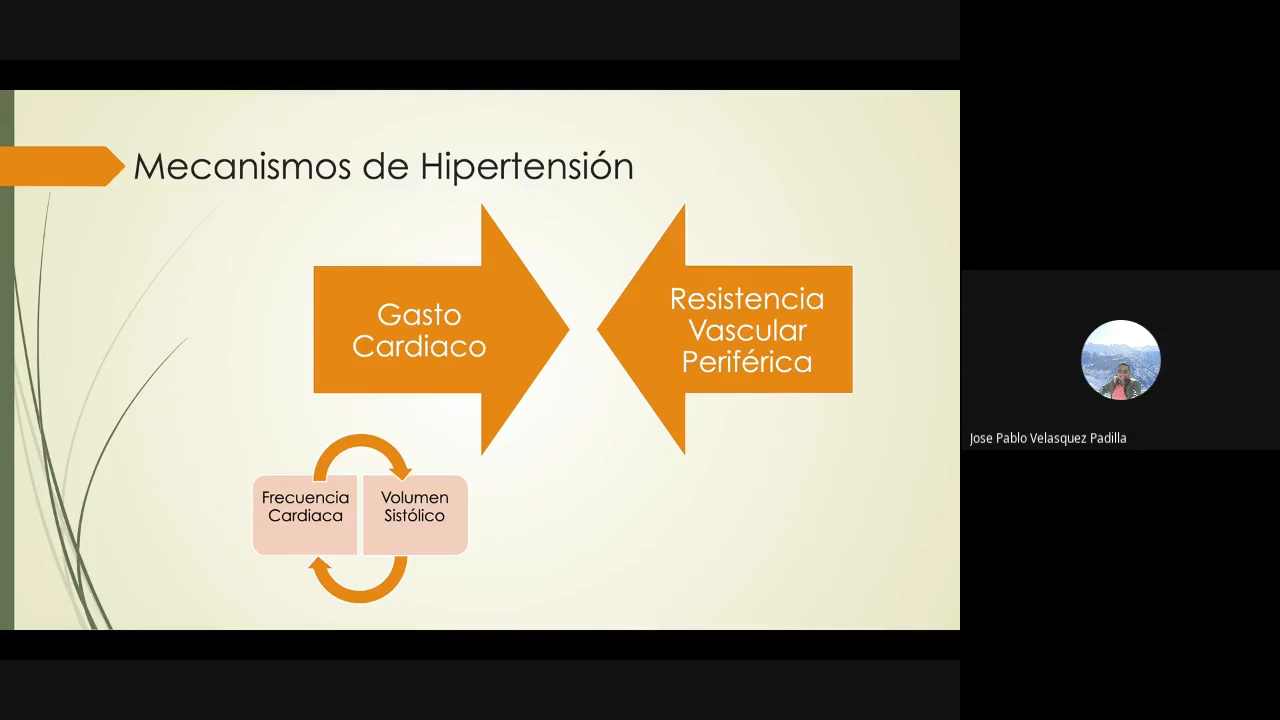 Mecanismos de Hipertensión
Gasto
Cardiaco
Resistencia
Vascular
Periférica
Frecuencia
Cardiaca
Volumen
Sistólico
Jose Pablo Velasquez Padilla